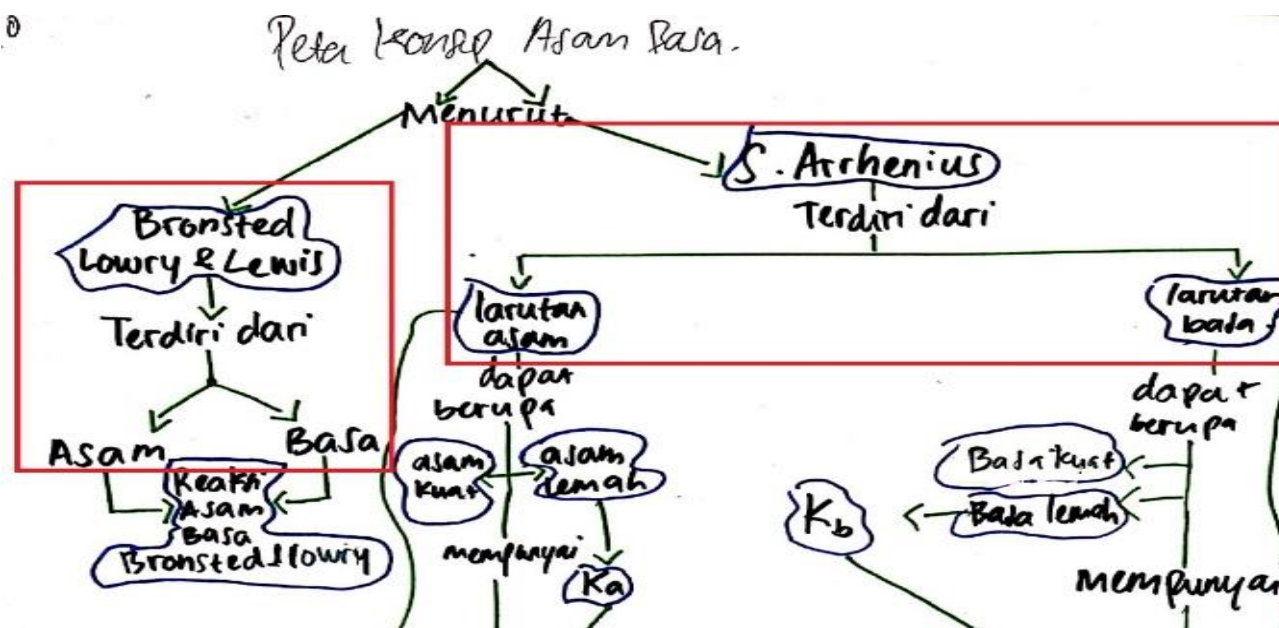 Peta Konsep Asam Basa.
Menurut
S. Arrhenius
Terdiri dari
Bronsted
Lowry & Lewis
Terdiri dari
Asam
Basa
Reaksi
Asam
Basa
Bronsted Lowry
larutan
asam
dapat
berupa
asam
kuat
asam
lemah
mempunyai
Ka
larutan
basa
dapat
berupa
Basa kuat
Basa lemah
Kb
mempunyai